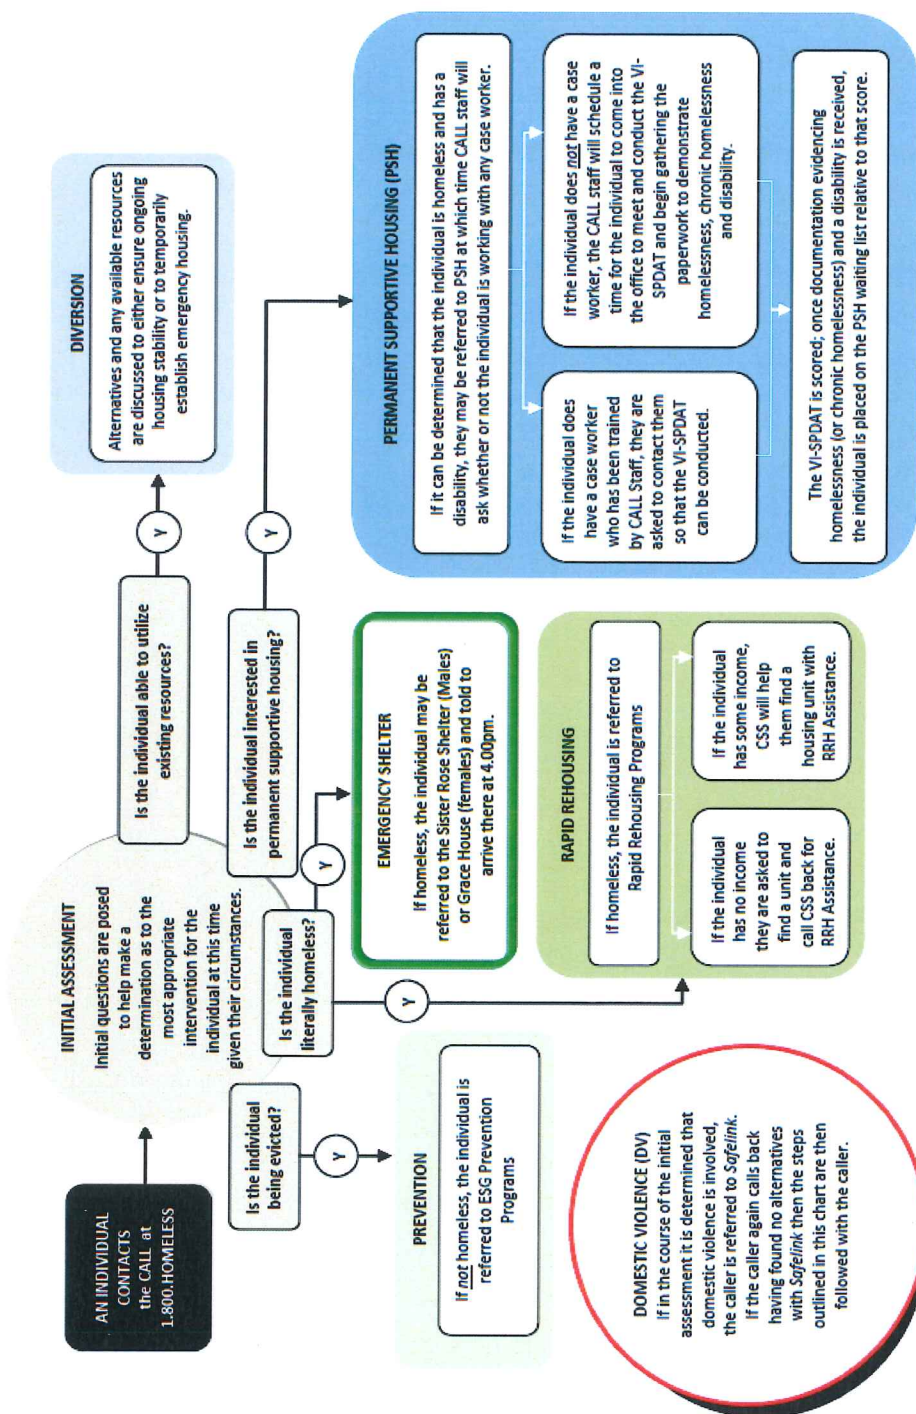 AN INDIVIDUAL
CONTACTS
the CALL at
1.800.HOMELESS
INITIAL ASSESSMENT
Initial questions are posed
to help make a
determination as to the
most appropriate
intervention for the
individual at this time
given their circumstances.
Is the individual able to utilize
existing resources?
Y
DIVERSION
Alternatives and any available resources
are discussed to either ensure ongoing
housing stability or to temporarily
establish emergency housing.
Is the individual
being evicted?
Y
Is the individual
literally homeless?
Y
Y
Is the individual interested in
permanent supportive housing?
Y
PREVENTION
If not homeless, the individual is
referred to ESG Prevention
Programs
EMERGENCY SHELTER
If homeless, the individual may be
referred to the Sister Rose Shelter (Males)
or Grace House (females) and told to
arrive there at 4.00pm.
PERMANENT SUPPORTIVE HOUSING (PSH)
If it can be determined that the individual is homeless and has a
disability, they may be referred to PSH at which time CALL staff will
ask whether or not the individual is working with any case worker.
If the individual does
have a case worker
who has been trained
by CALL Staff, they are
asked to contact them
so that the VI-SPDAT
can be conducted.
If the individual does not have a case
worker, the CALL staff will schedule a
time for the individual to come into
the office to meet and conduct the VI-
SPDAT and begin gathering the
paperwork to demonstrate
homelessness, chronic homelessness
and disability.
The VI-SPDAT is scored; once documentation evidencing
homelessness (or chronic homelessness) and a disability is received,
the individual is placed on the PSH waiting list relative to that score.
RAPID REHOUSING
If homeless, the individual is referred to
Rapid Rehousing Programs
If the individual
has no income
they are asked to
find a unit and
call CSS back for
RRH Assistance.
If the individual
has some income,
CSS will help
them find a
housing unit with
RRH Assistance.
DOMESTIC VIOLENCE (DV)
If in the course of the initial
assessment it is determined that
domestic violence is involved,
the caller is referred to Safelink.
If the caller again calls back
having found no alternatives
with Safelink then the steps
outlined in this chart are then
followed with the caller.